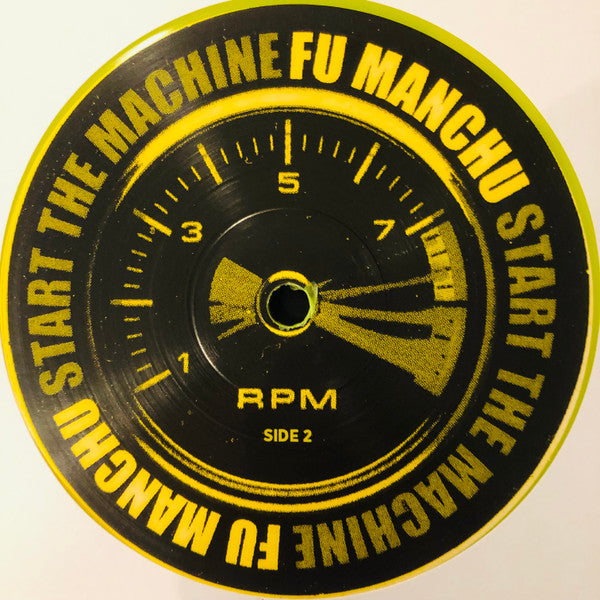 START THE MACHINE FU MANCHU START THE MACHINE FU MANCHU
1
3
5
7
RPM
SIDE 2